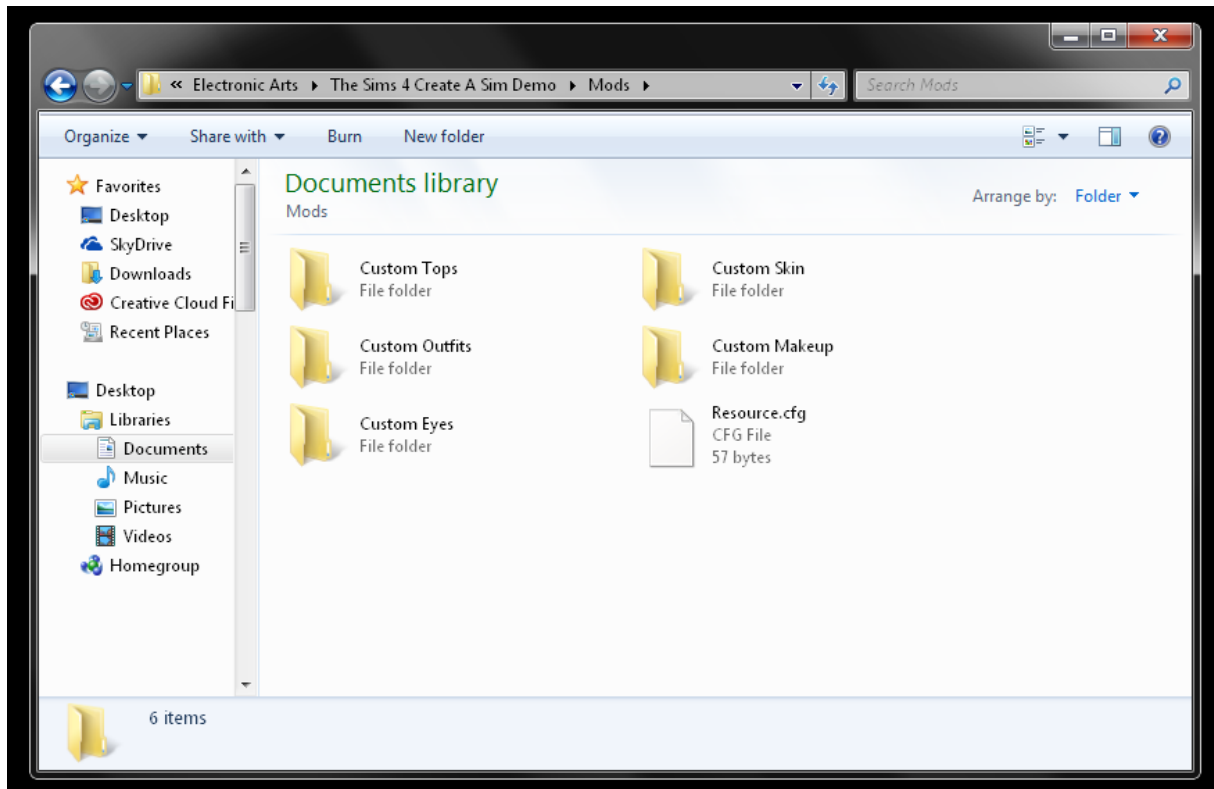 « Electronic Arts ▸ The Sims 4 Create A Sim Demo ▸ Mods ▸
Search Mods
Organize
Share with
Burn
New folder
Favorites
Desktop
SkyDrive
Downloads
Creative Cloud Fi
Recent Places
Desktop
Libraries
Documents
Music
Pictures
Videos
Homegroup
Documents library
Mods
Arrange by: Folder
Custom Tops
File folder
Custom Skin
File folder
Custom Outfits
File folder
Custom Makeup
File folder
Custom Eyes
File folder
Resource.cfg
CFG File
57 bytes
6 items